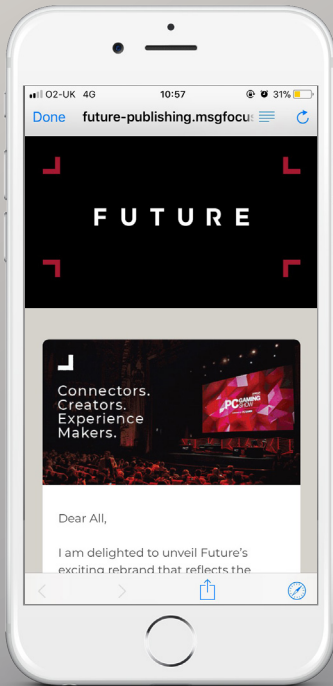 O2-UK 4G 10:57 31%
Done future-publishing.msgfocu
FUTURE
PC GAMING
SHOW
Connectors.
Creators.
Experience
Makers.
Dear All,
I am delighted to unveil Future's
exciting rebrand that reflects the